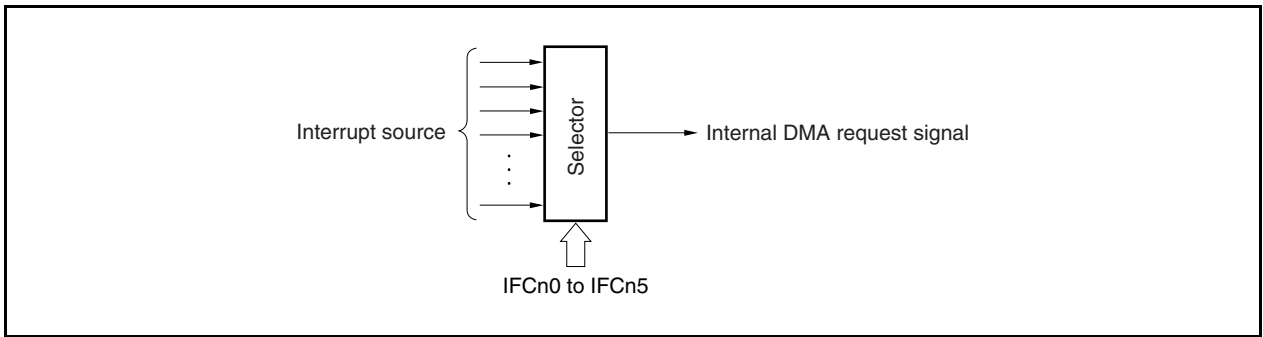 Interrupt source
Selector
Internal DMA request signal
IFCn0 to IFCn5